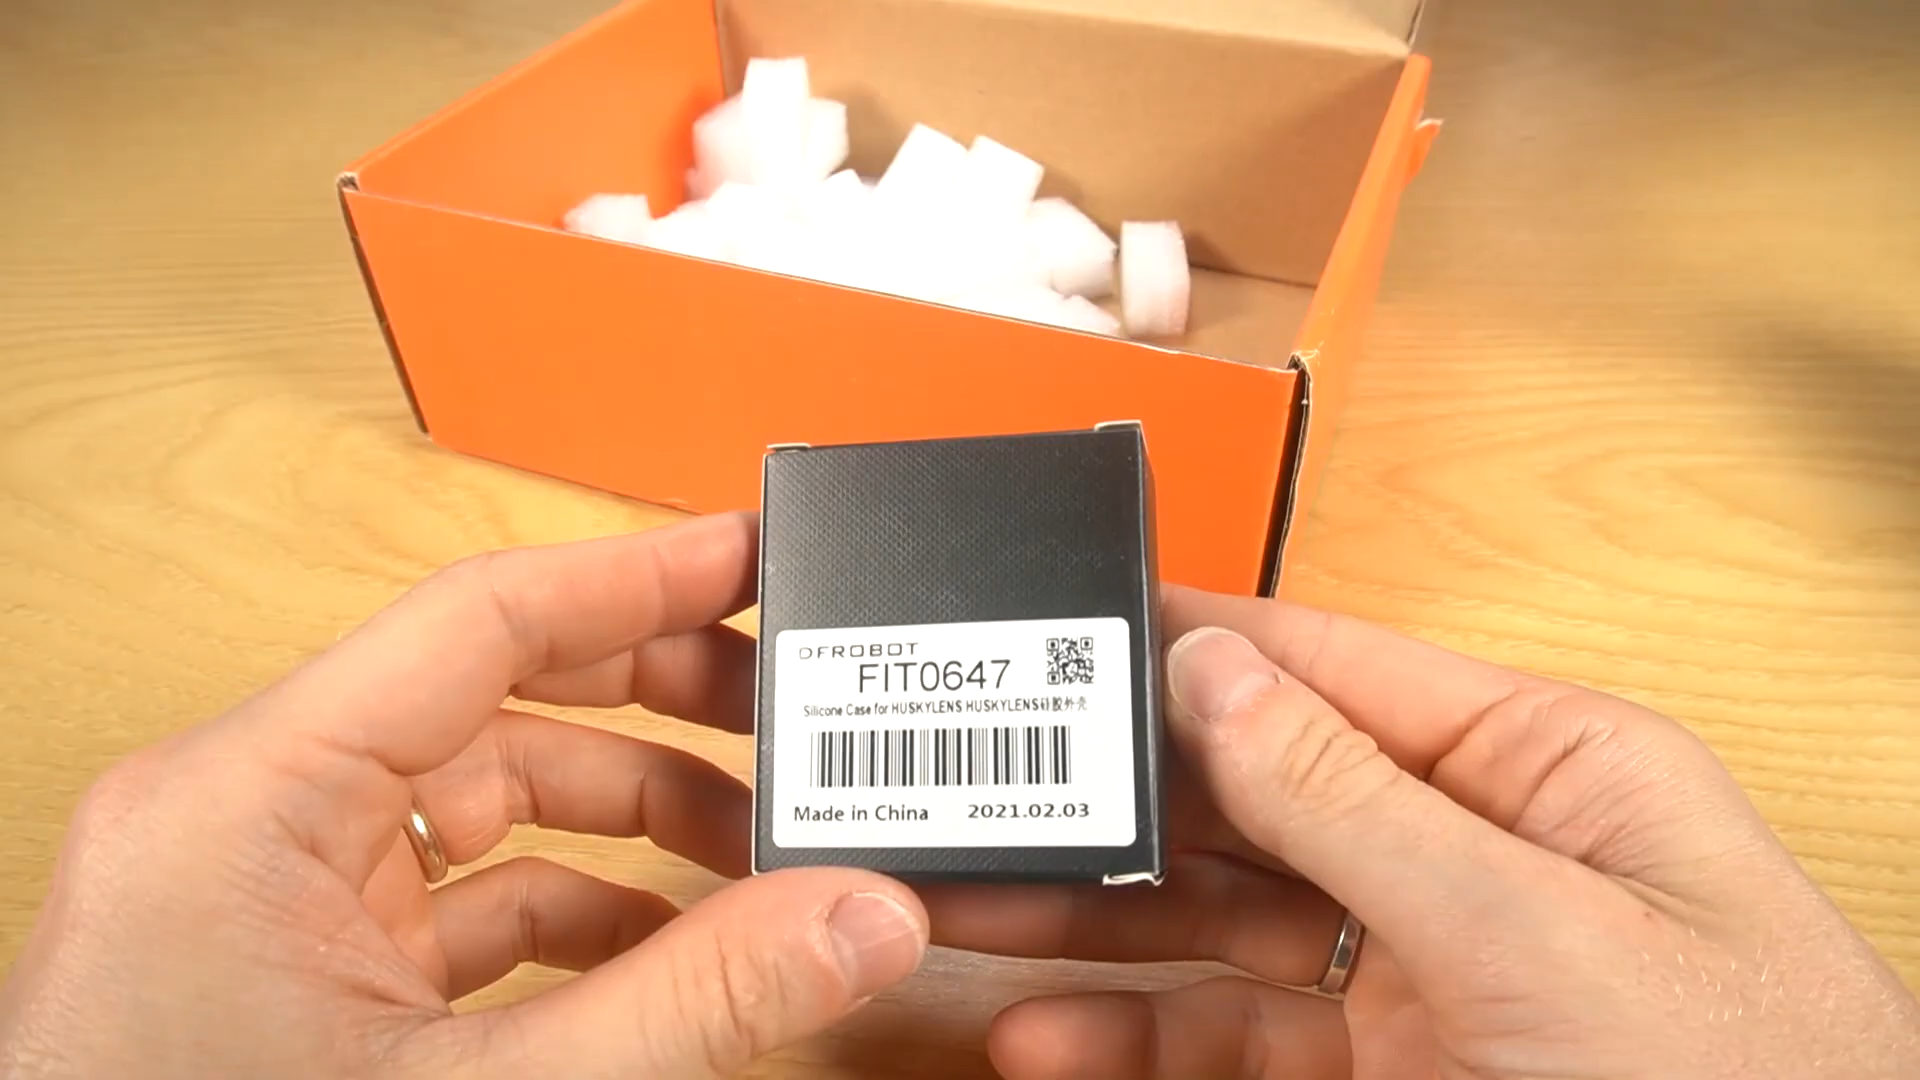 DFROBOT
FIT0647
Silicone Case for HUSKYLENS HUSKYLENS硅胶外壳
Made in China 2021.02.03